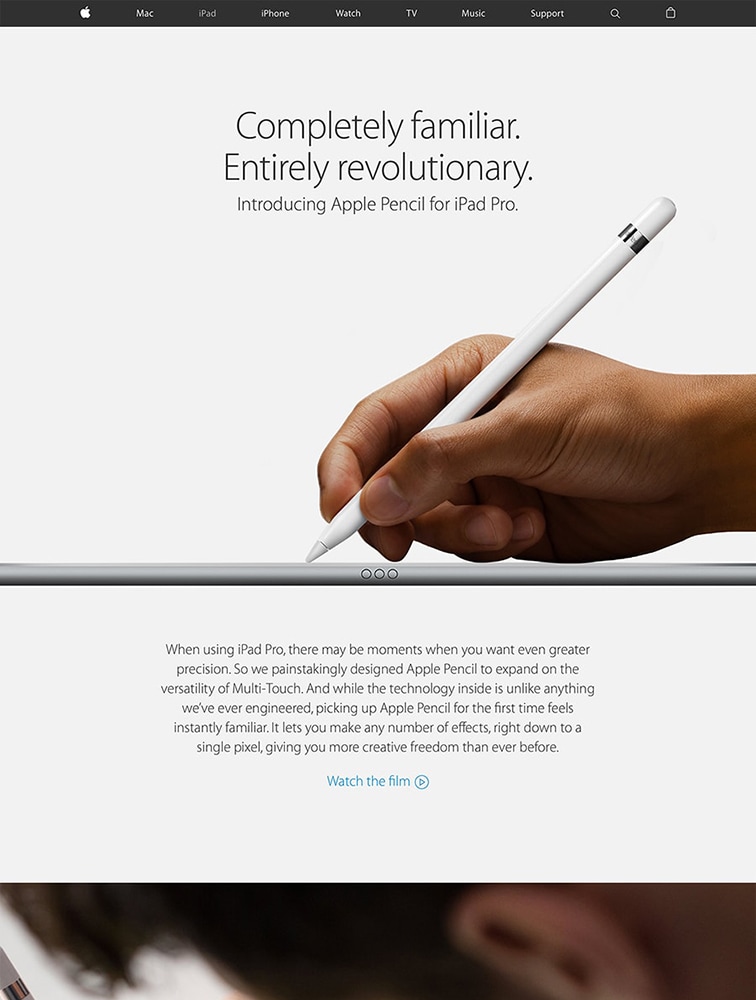 Mac iPad iPhone Watch TV Music Support
Completely familiar.
Entirely revolutionary.
Introducing Apple Pencil for iPad Pro.
When using iPad Pro, there may be moments when you want even greater
precision. So we painstakingly designed Apple Pencil to expand on the
versatility of Multi-Touch. And while the technology inside is unlike anything
we’ve ever engineered, picking up Apple Pencil for the first time feels
instantly familiar. It lets you make any number of effects, right down to a
single pixel, giving you more creative freedom than ever before.
Watch the film